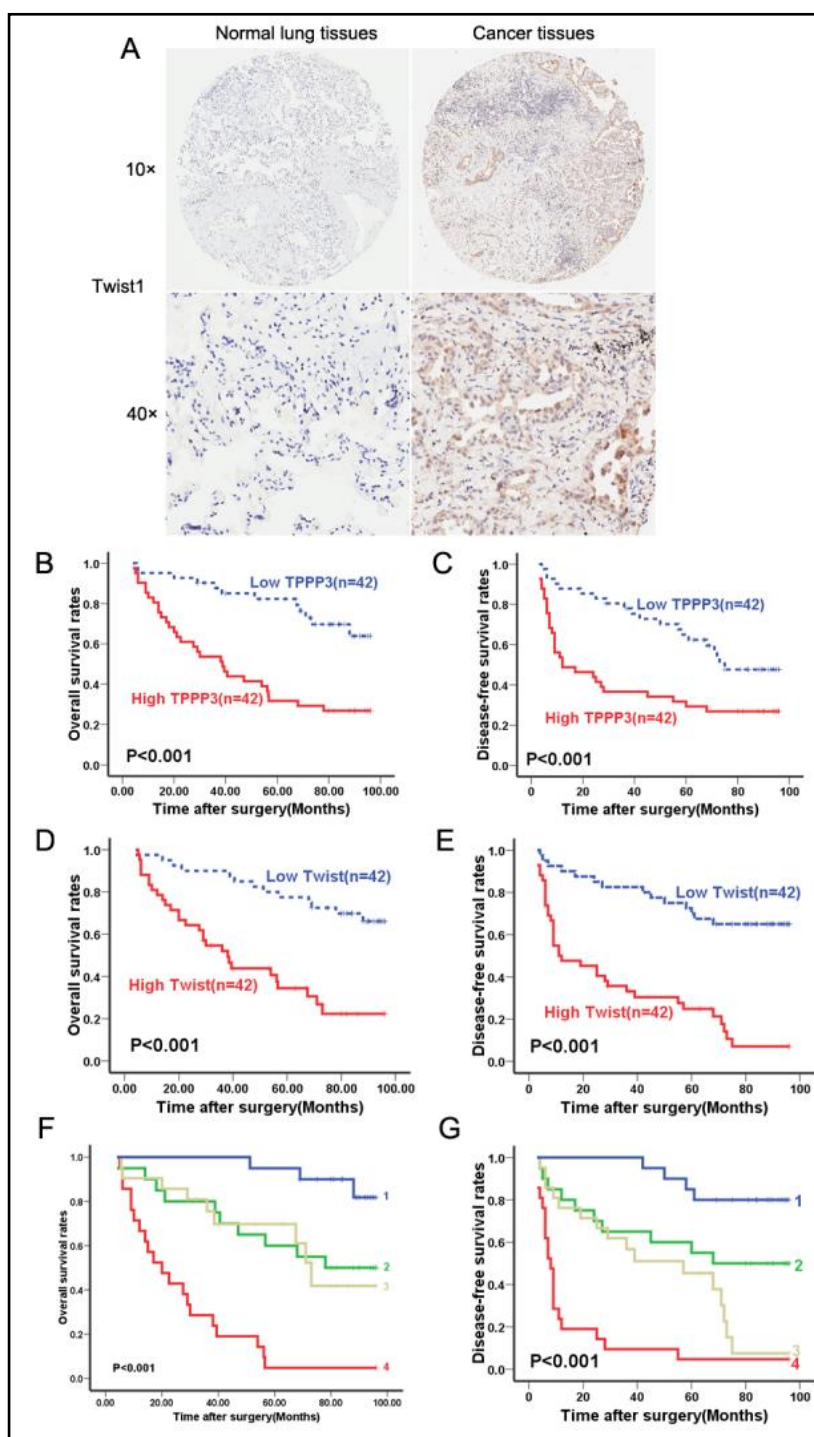 A
Normal lung tissues
Cancer tissues
10×
Twist1
40×
B
Overall survival rates
1.0
0.8
0.6
0.4
0.2
0.0
Low TPPP3(n=42)
High TPPP3(n=42)
P<0.001
0.00 20.00 40.00 60.00 80.00 100.00
Time after surgery(Months)
C
Disease-free survival rates
1.0
0.8
0.6
0.4
0.2
0.0
Low TPPP3(n=42)
High TPPP3(n=42)
P<0.001
0 20 40 60 80 100
Time after surgery(Months)
D
Overall survival rates
1.0
0.8
0.6
0.4
0.2
0.0
Low Twist(n=42)
High Twist(n=42)
P<0.001
0.00 20.00 40.00 60.00 80.00 100.00
Time after surgery(Months)
E
Disease-free survival rates
1.0
0.8
0.6
0.4
0.2
0.0
Low Twist(n=42)
High Twist(n=42)
P<0.001
0 20 40 60 80 100
Time after surgery(Months)
F
Overall survival rates
1.0
0.8
0.6
0.4
0.2
0.0
1
2
3
4
P<0.001
0.00 20.00 40.00 60.00 80.00 100.00
Time after surgery(Months)
G
Disease-free survival rates
1.0
0.8
0.6
0.4
0.2
0.0
1
2
3
4
P<0.001
0 20 40 60 80 100
Time after surgery(Months)